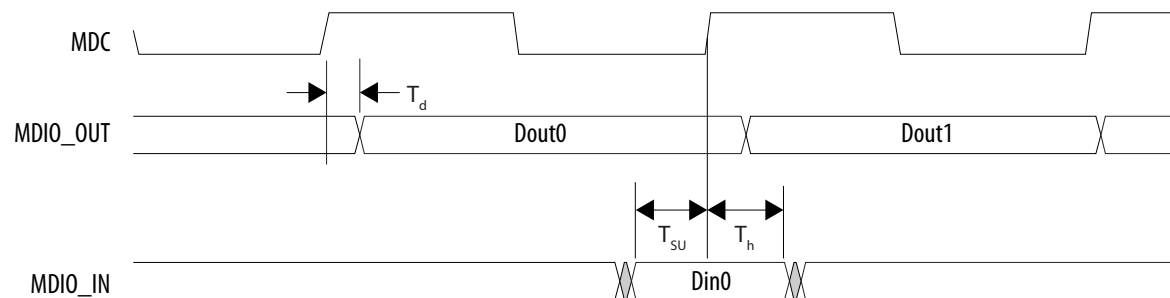 MDC
T_d
MDIO_OUT
Dout0
Dout1
T_SU
T_h
MDIO_IN
Din0